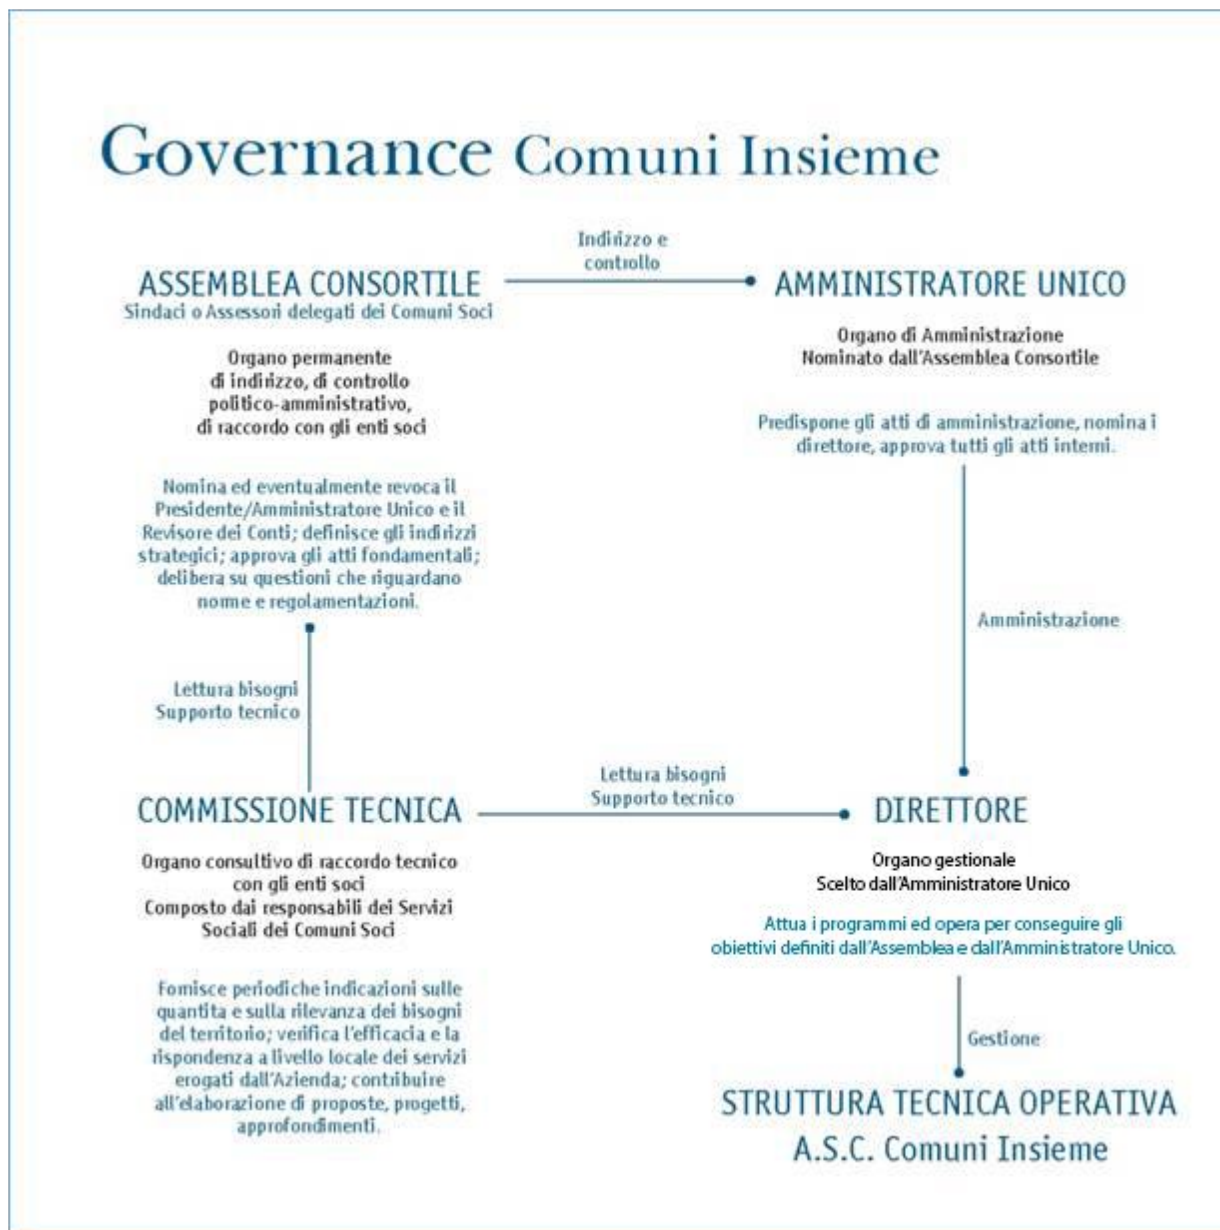 Governance Comuni Insieme
Indirizzo e
controllo
ASSEMBLEA CONSORTILE
Sindaci o Assessori delegati dei Comuni Soci
Organo permanente
di indirizzo, di controllo
politico-amministrativo,
di raccordo con gli enti soci
Nomina ed eventualmente revoca il
Presidente/Amministratore Unico e il
Revisore dei Conti; definisce gli indirizzi
strategici; approva gli atti fondamentali;
delibera su questioni che riguardano
norme e regolamentazioni.
AMMINISTRATORE UNICO
Organo di Amministrazione
Nominato dall'Assemblea Consortile
Predispone gli atti di amministrazione, nomina i
direttore, approva tutti gli atti interni.
Amministrazione
Lettura bisogni
Supporto tecnico
COMMISSIONE TECNICA
Organo consultivo di raccordo tecnico
con gli enti soci
Composto dai responsabili dei Servizi
Sociali dei Comuni Soci
Fornisce periodiche indicazioni sulle
quantita e sulla rilevanza dei bisogni
del territorio; verifica l'efficacia e la
rispondenza a livello locale dei servizi
erogati dall'Azienda; contribuire
all'elaborazione di proposte, progetti,
approfondimenti.
Lettura bisogni
Supporto tecnico
DIRETTORE
Organo gestionale
Scelto dall'Amministratore Unico
Attua i programmi ed opera per conseguire gli
obiettivi definiti dall'Assemblea e dall'Amministratore Unico.
Gestione
STRUTTURA TECNICA OPERATIVA
A.S.C. Comuni Insieme